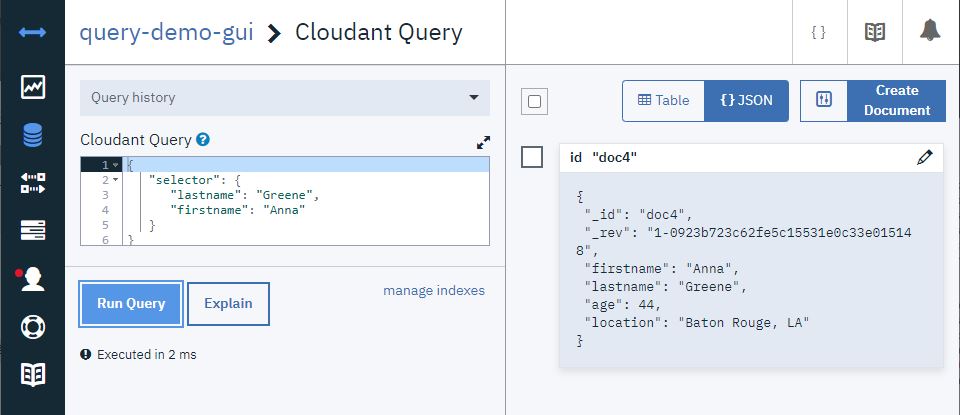 query-demo-gui > Cloudant Query
{ }
Query history
Cloudant Query ?
1 {
2 "selector": {
3 "lastname": "Greene",
4 "firstname": "Anna"
5 }
6 }
Run Query
Explain
manage indexes
Executed in 2 ms
Table
{} JSON
Create
Document
id "doc4"
{
"_id": "doc4",
"_rev": "1-0923b723c62fe5c15531e0c33e01514
8",
"firstname": "Anna",
"lastname": "Greene",
"age": 44,
"location": "Baton Rouge, LA"
}